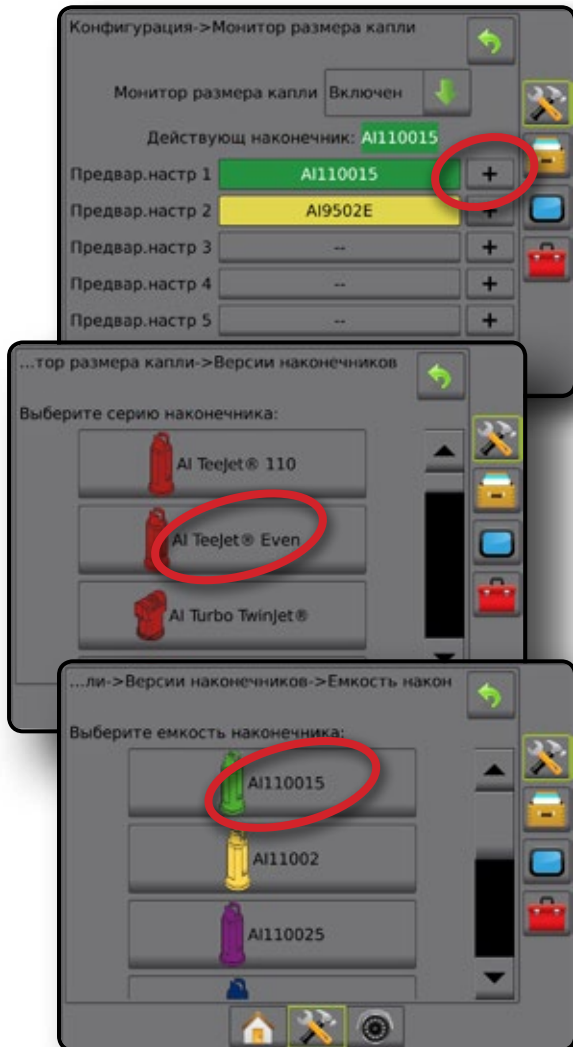 Конфигурация->Монитор размера капли
Монитор размера капли Включен
Действующ наконечник: AI110015
Предвар.настр 1 AI110015 +
Предвар.настр 2 AI9502E +
Предвар.настр 3 -- +
Предвар.настр 4 -- +
Предвар.настр 5 -- +
...тор размера капли->Версии наконечников
Выберите серию наконечника:
AI TeeJet® 110
AI TeeJet® Even
AI Turbo TwinJet®
...ли->Версии наконечников->Емкость након
Выберите емкость наконечника:
AI110015
AI11002
AI110025